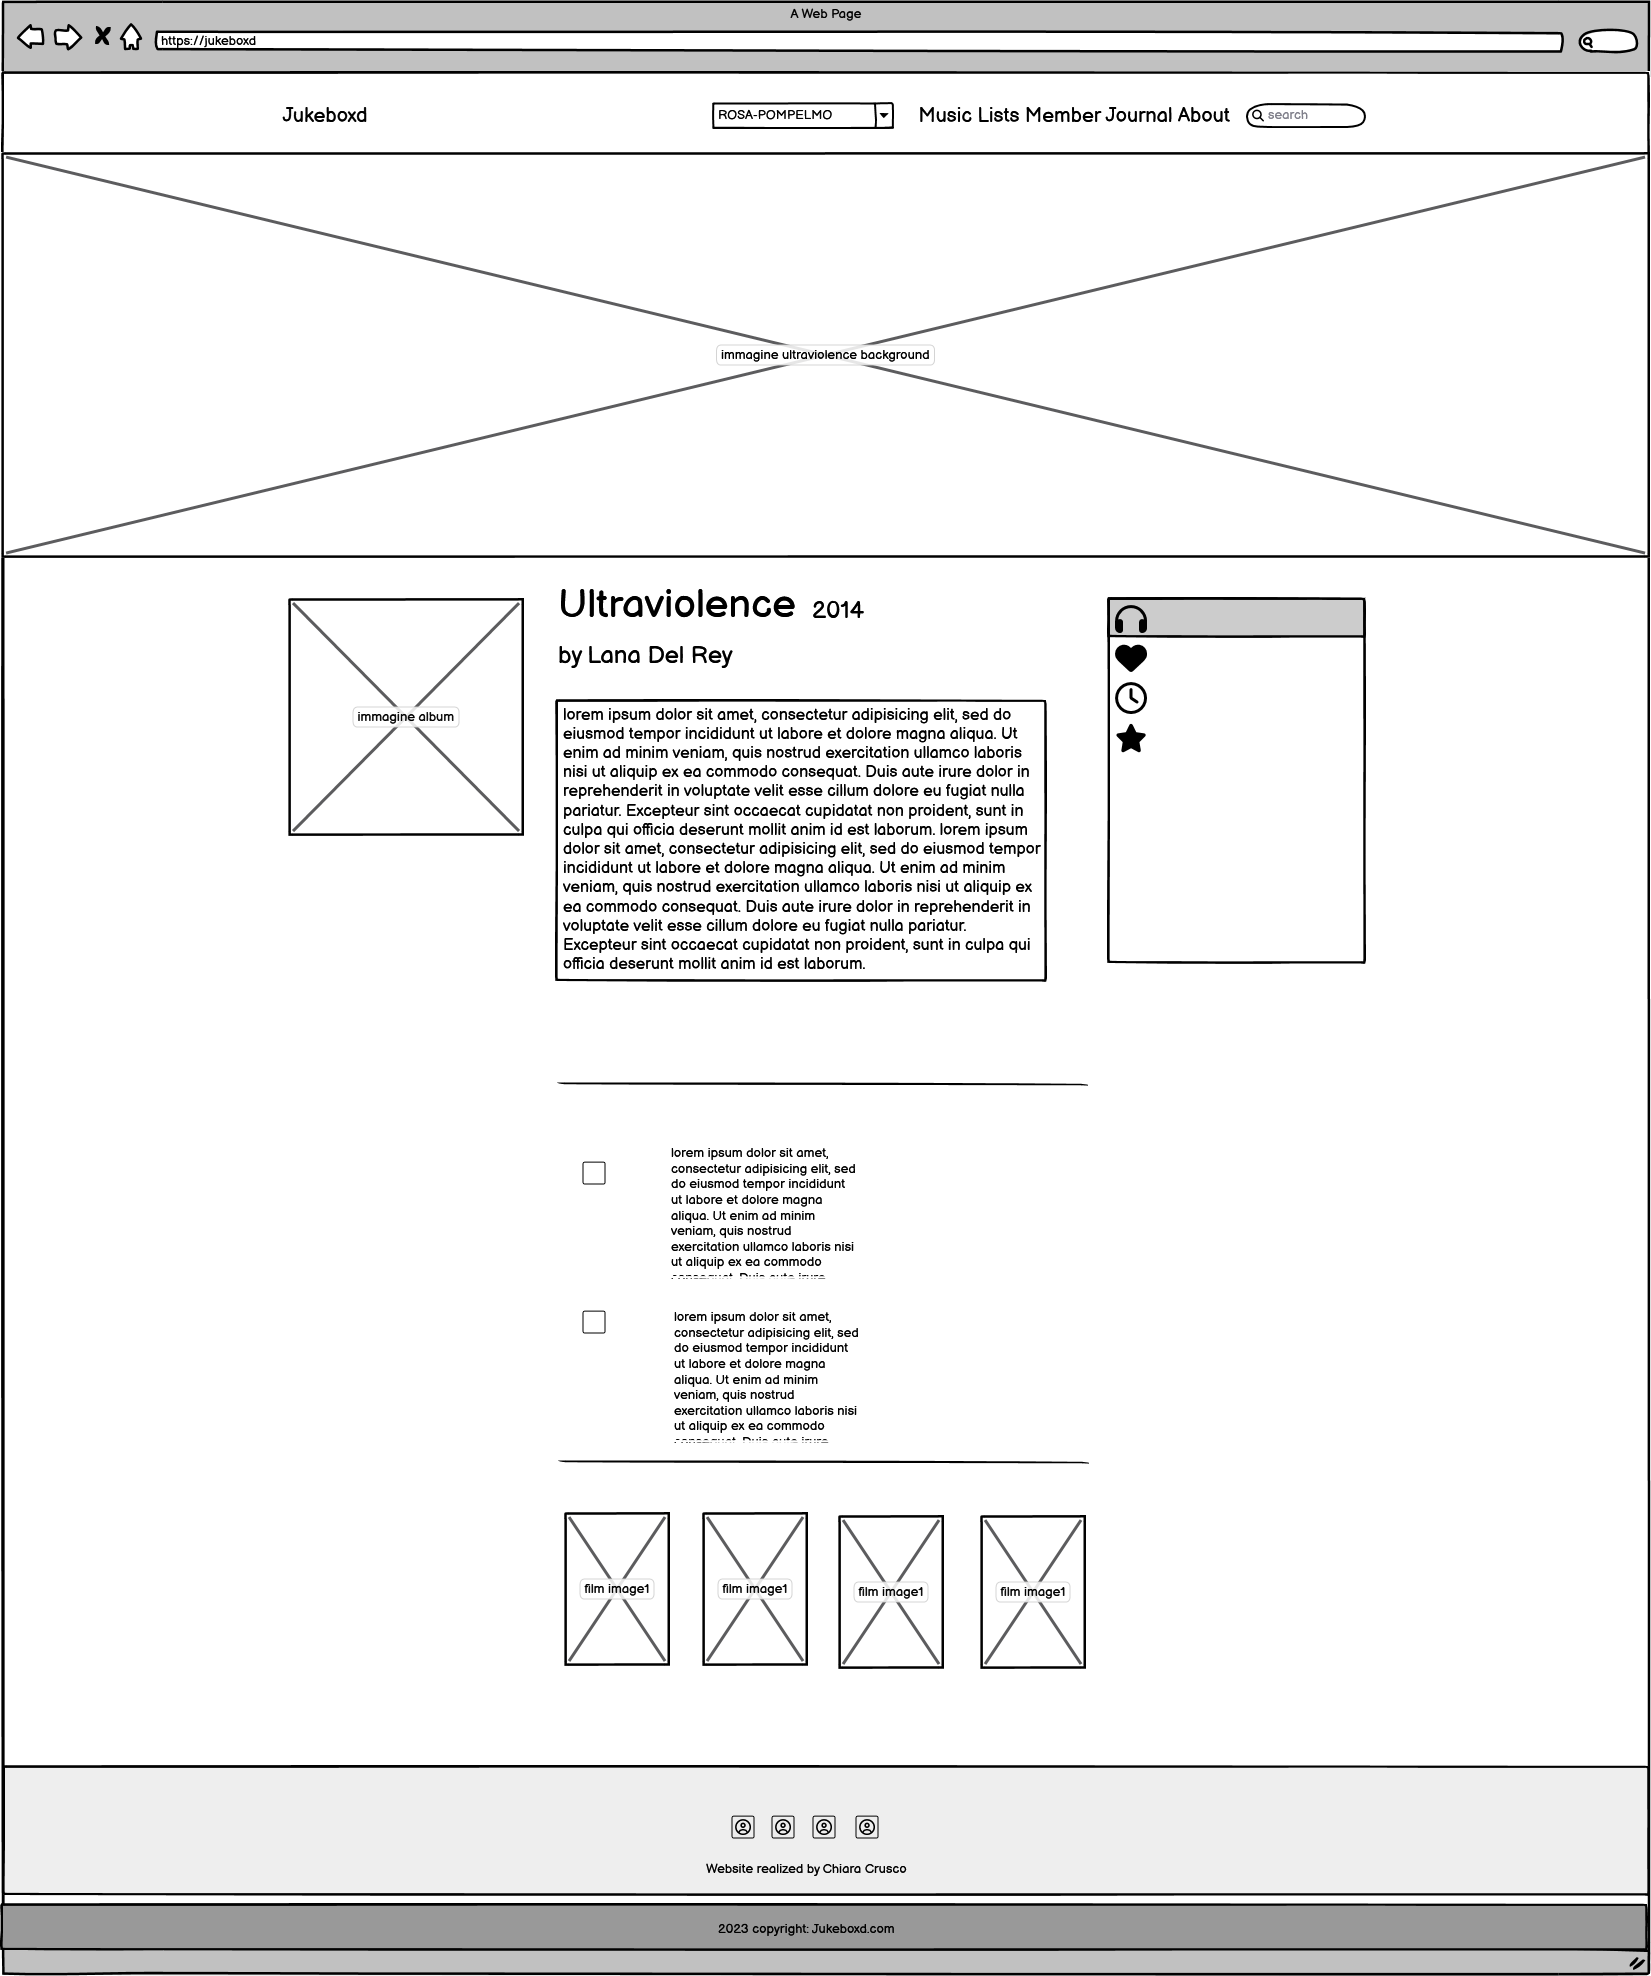 A Web Page
https://jukeboxd
Jukeboxd
ROSA-POMPELMO
Music Lists Member Journal About
search
immagine ultraviolence background
Ultraviolence 2014
by Lana Del Rey
immagine album
lorem ipsum dolor sit amet, consectetur adipisicing elit, sed do
eiusmod tempor incididunt ut labore et dolore magna aliqua. Ut
enim ad minim veniam, quis nostrud exercitation ullamco laboris
nisi ut aliquip ex ea commodo consequat. Duis aute irure dolor in
reprehenderit in voluptate velit esse cillum dolore eu fugiat nulla
pariatur. Excepteur sint occaecat cupidatat non proident, sunt in
culpa qui officia deserunt mollit anim id est laborum. lorem ipsum
dolor sit amet, consectetur adipisicing elit, sed do eiusmod tempor
incididunt ut labore et dolore magna aliqua. Ut enim ad minim
veniam, quis nostrud exercitation ullamco laboris nisi ut aliquip ex
ea commodo consequat. Duis aute irure dolor in reprehenderit in
voluptate velit esse cillum dolore eu fugiat nulla pariatur.
Excepteur sint occaecat cupidatat non proident, sunt in culpa qui
officia deserunt mollit anim id est laborum.
lorem ipsum dolor sit amet,
consectetur adipisicing elit, sed
do eiusmod tempor incididunt
ut labore et dolore magna
aliqua. Ut enim ad minim
veniam, quis nostrud
exercitation ullamco laboris nisi
ut aliquip ex ea commodo
consequat. Duis aute irure
lorem ipsum dolor sit amet,
consectetur adipisicing elit, sed
do eiusmod tempor incididunt
ut labore et dolore magna
aliqua. Ut enim ad minim
veniam, quis nostrud
exercitation ullamco laboris nisi
ut aliquip ex ea commodo
consequat. Duis aute irure
film image1
film image1
film image1
film image1
Website realized by Chiara Crusco
2023 copyright: Jukeboxd.com